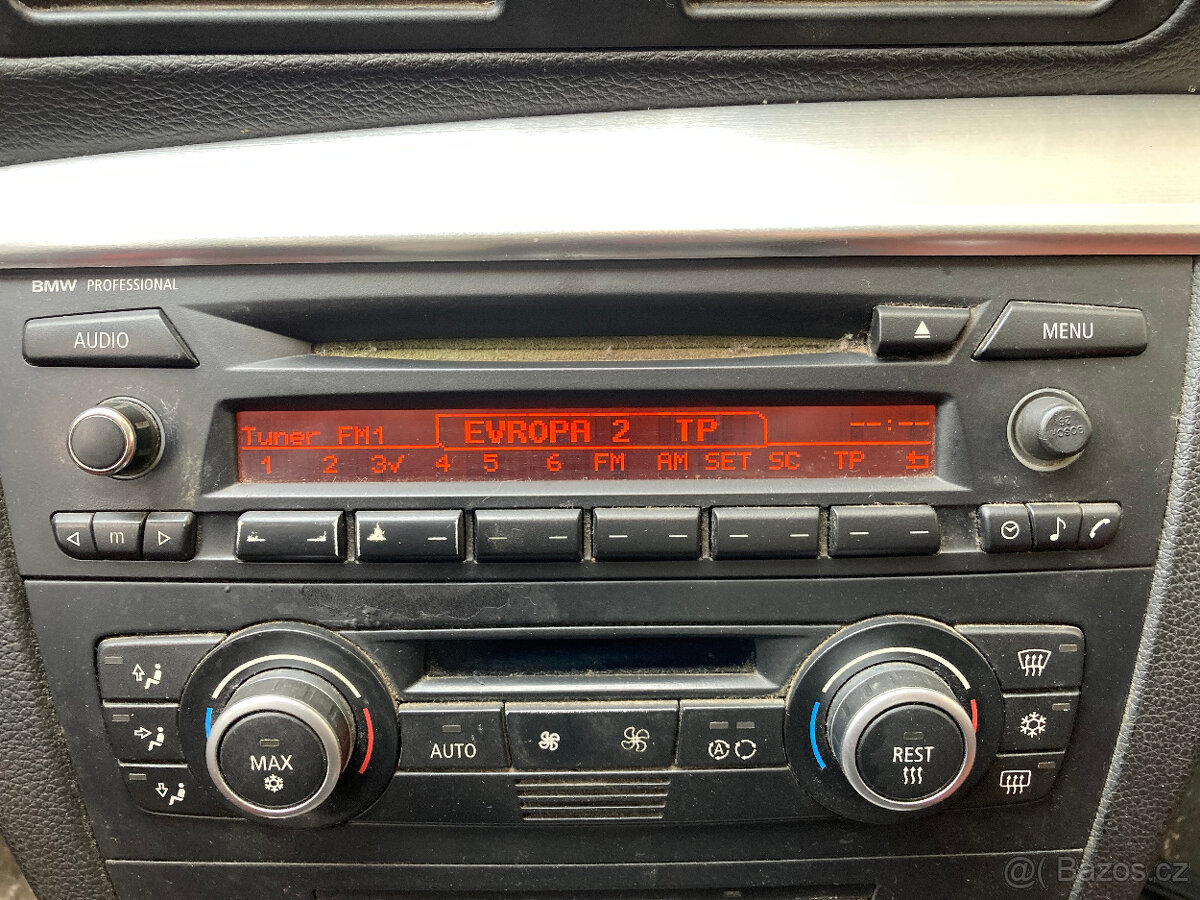 BMW PROFESSIONAL
AUDIO
MENU
Tuner FM1 EVROPA 2 TP --:--
1 2 3✓ 4 5 6 FM AM SET SC TP
m
AUTO
A
MAX
REST
@( Bazos.cz